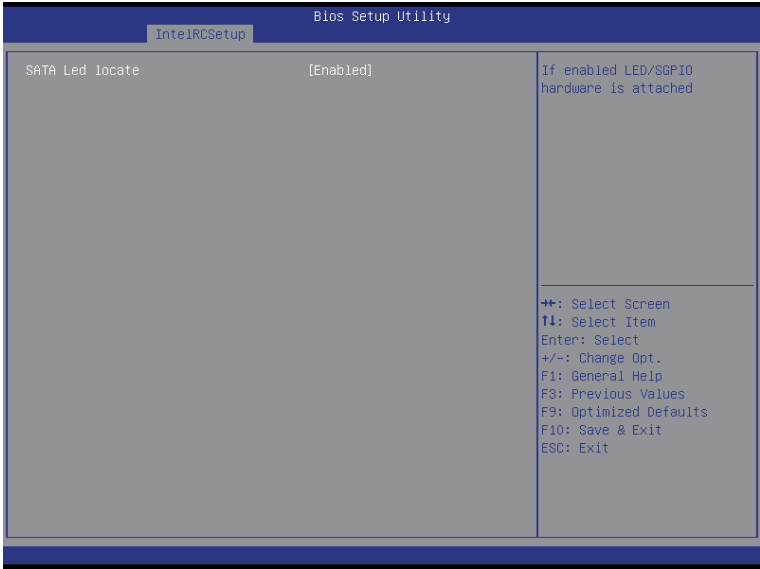 Bios Setup Utility
IntelRCSetup
SATA Led locate [Enabled]
If enabled LED/SGPIO
hardware is attached
→←: Select Screen
↑↓: Select Item
Enter: Select
+/-: Change Opt.
F1: General Help
F3: Previous Values
F9: Optimized Defaults
F10: Save & Exit
ESC: Exit